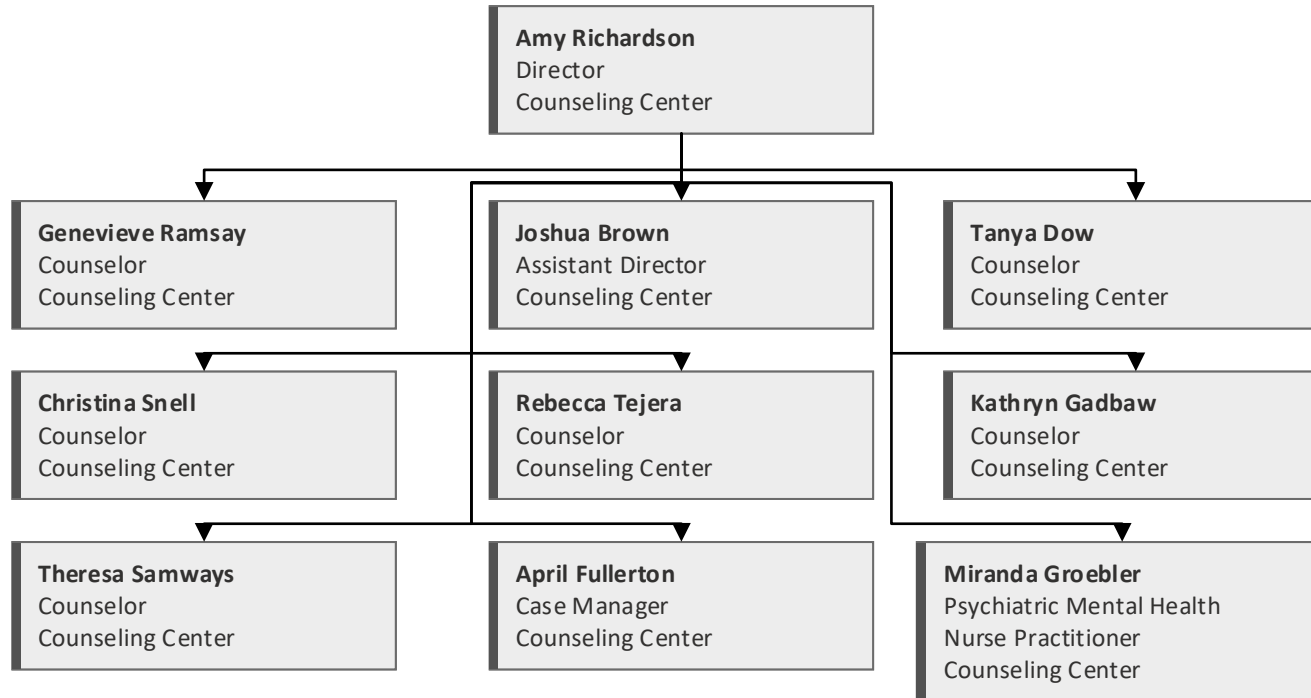 Amy Richardson
Director
Counseling Center
Genevieve Ramsay
Counselor
Counseling Center
Joshua Brown
Assistant Director
Counseling Center
Tanya Dow
Counselor
Counseling Center
Christina Snell
Counselor
Counseling Center
Rebecca Tejera
Counselor
Counseling Center
Kathryn Gadbaw
Counselor
Counseling Center
Theresa Samways
Counselor
Counseling Center
April Fullerton
Case Manager
Counseling Center
Miranda Groebler
Psychiatric Mental Health
Nurse Practitioner
Counseling Center